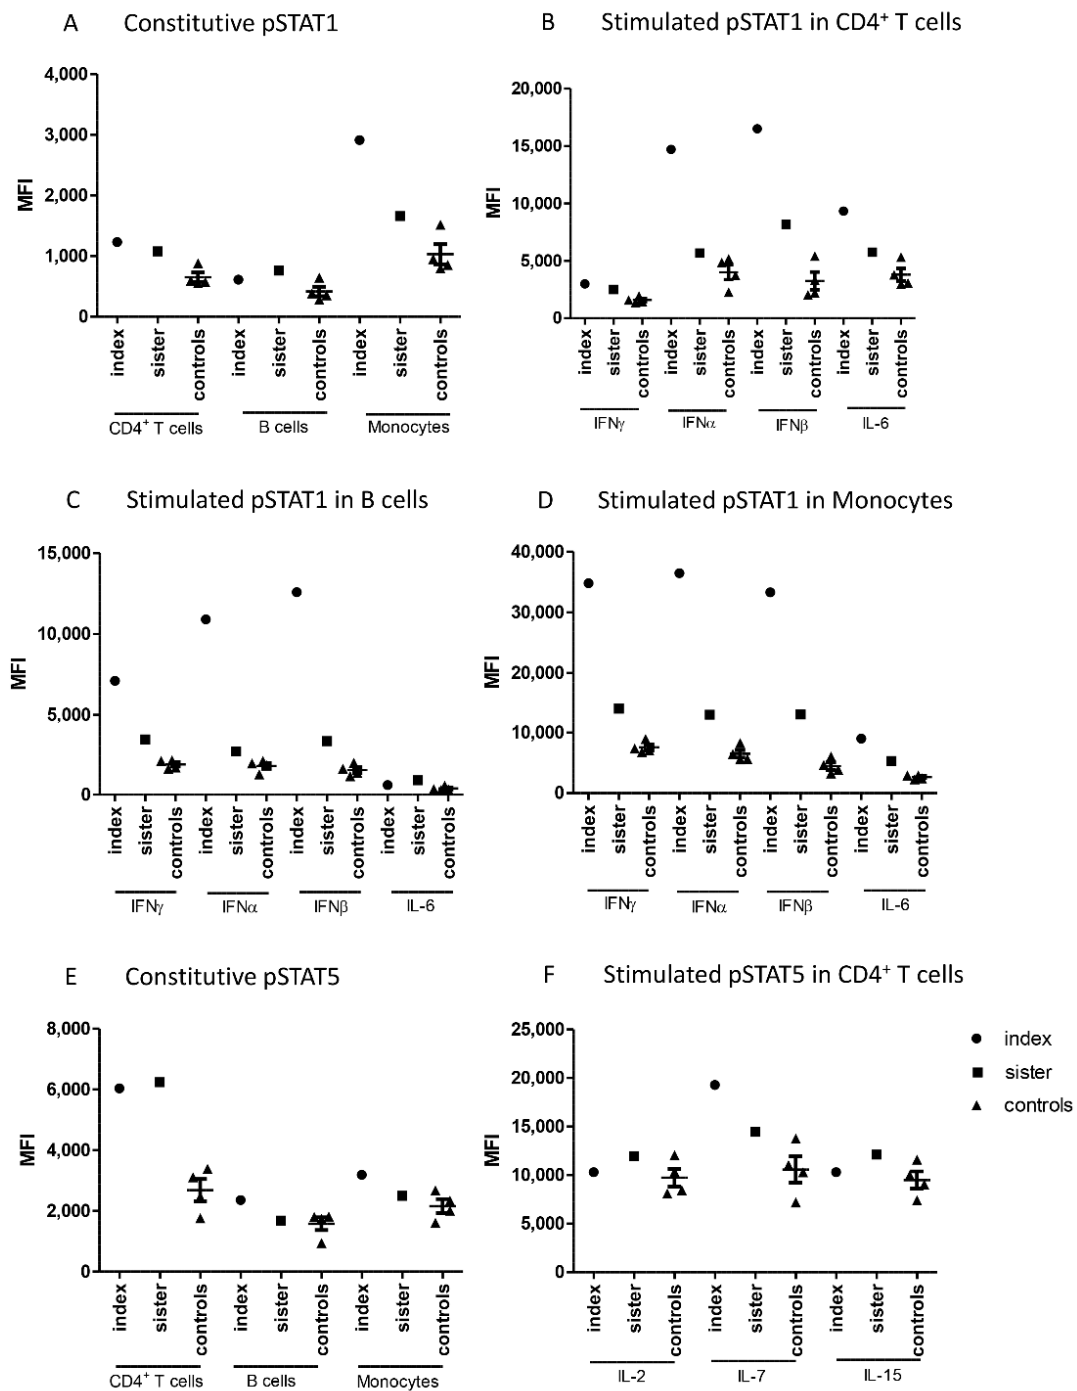 A Constitutive pSTAT1
4,000
3,000
2,000
1,000
0
MFI
index sister controls index sister controls index sister controls
CD4+ T cells B cells Monocytes
B Stimulated pSTAT1 in CD4+ T cells
20,000
15,000
10,000
5,000
0
MFI
index sister controls index sister controls index sister controls index sister controls
IFNγ IFNα IFNβ IL-6
C Stimulated pSTAT1 in B cells
15,000
10,000
5,000
0
MFI
index sister controls index sister controls index sister controls index sister controls
IFNγ IFNα IFNβ IL-6
D Stimulated pSTAT1 in Monocytes
40,000
30,000
20,000
10,000
0
MFI
index sister controls index sister controls index sister controls index sister controls
IFNγ IFNα IFNβ IL-6
E Constitutive pSTAT5
8,000
6,000
4,000
2,000
0
MFI
index sister controls index sister controls index sister controls
CD4+ T cells B cells Monocytes
F Stimulated pSTAT5 in CD4+ T cells
25,000
20,000
15,000
10,000
5,000
0
MFI
index sister controls index sister controls index sister controls
IL-2 IL-7 IL-15
index
sister
controls